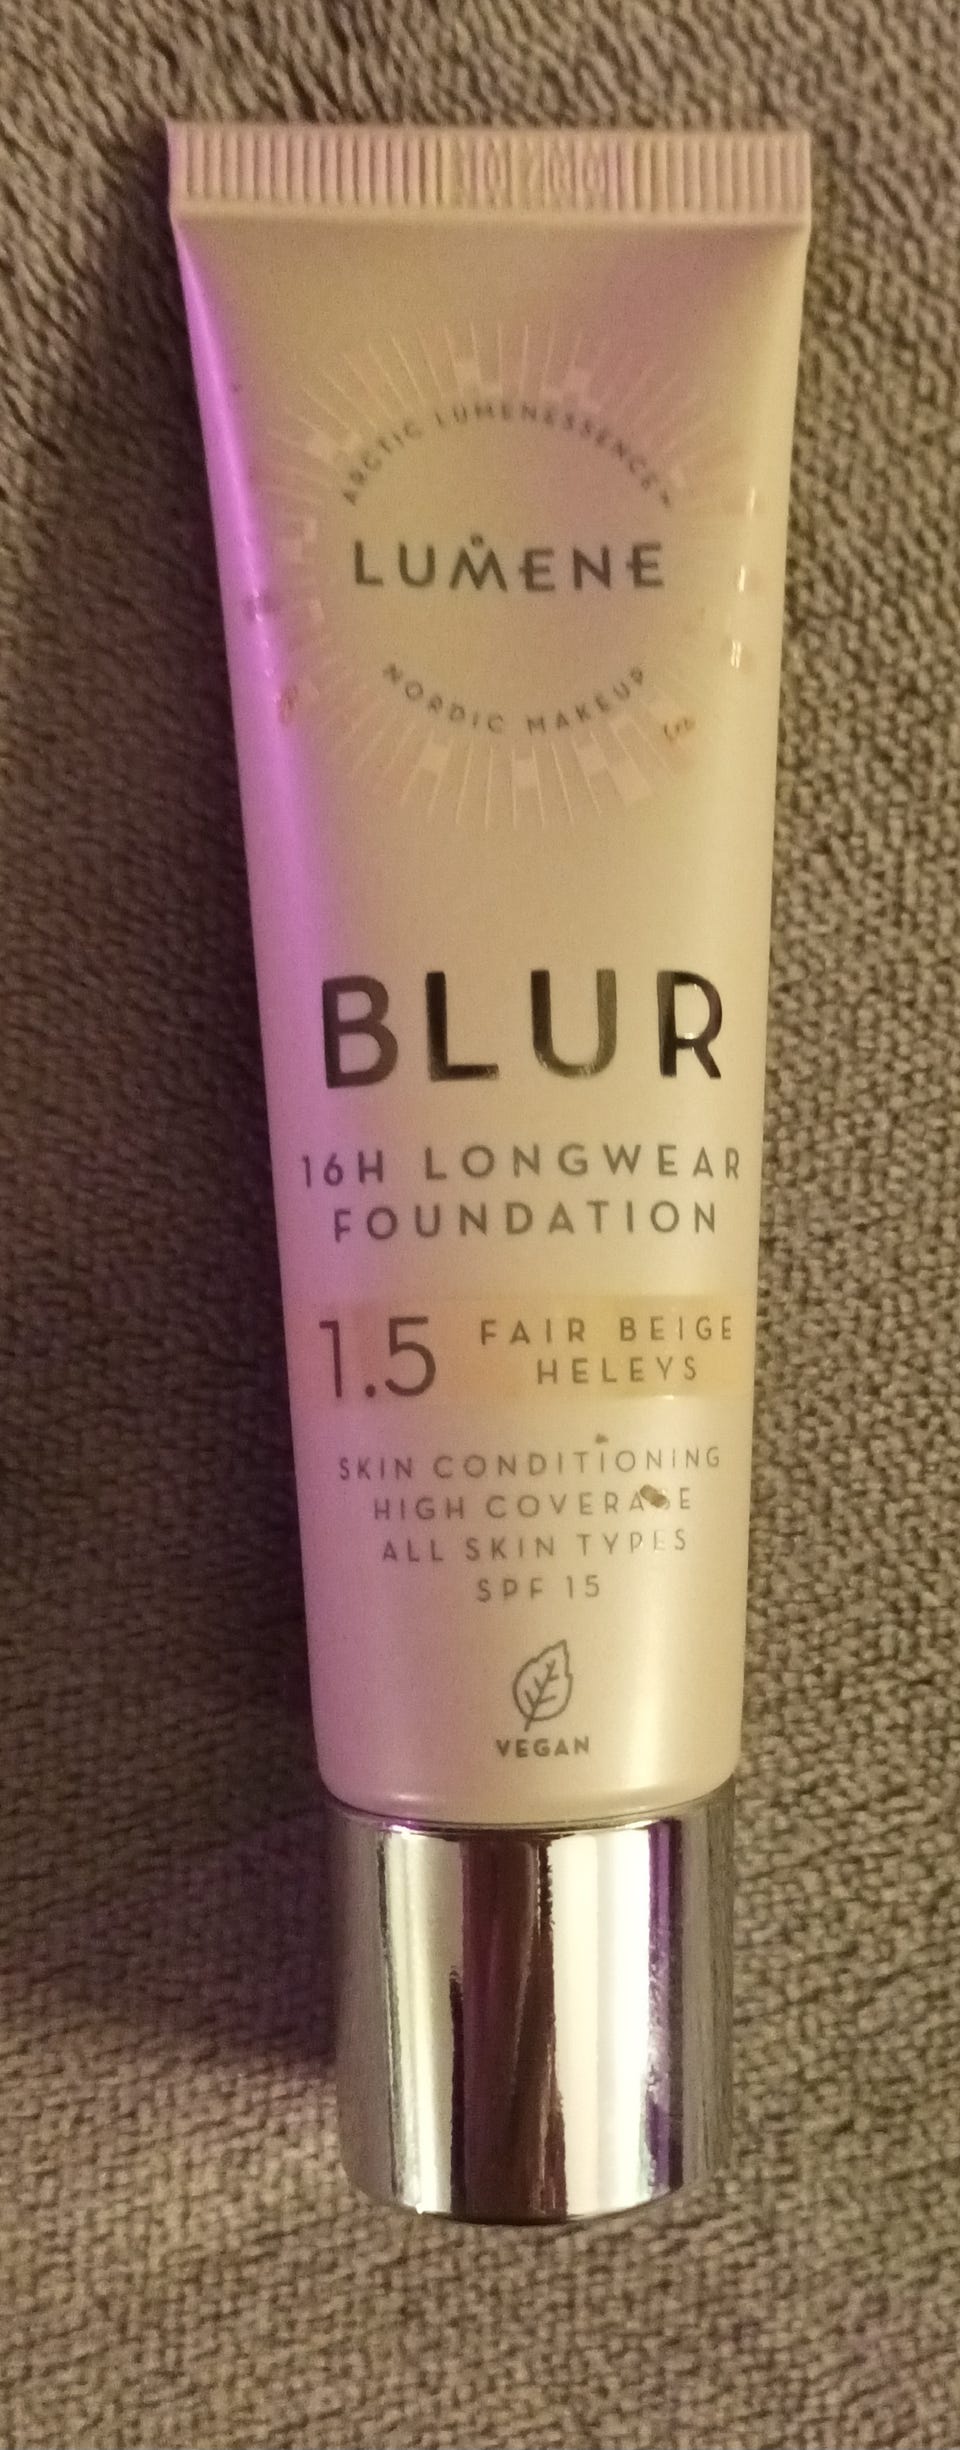 ARCTIC LUMENESSENCE™
LUMENE
NORDIC MAKEUP
BLUR
16H LONGWEAR
FOUNDATION
1.5 FAIR BEIGE
HELEYS
SKIN CONDITIONING
HIGH COVERAGE
ALL SKIN TYPES
SPF 15
VEGAN